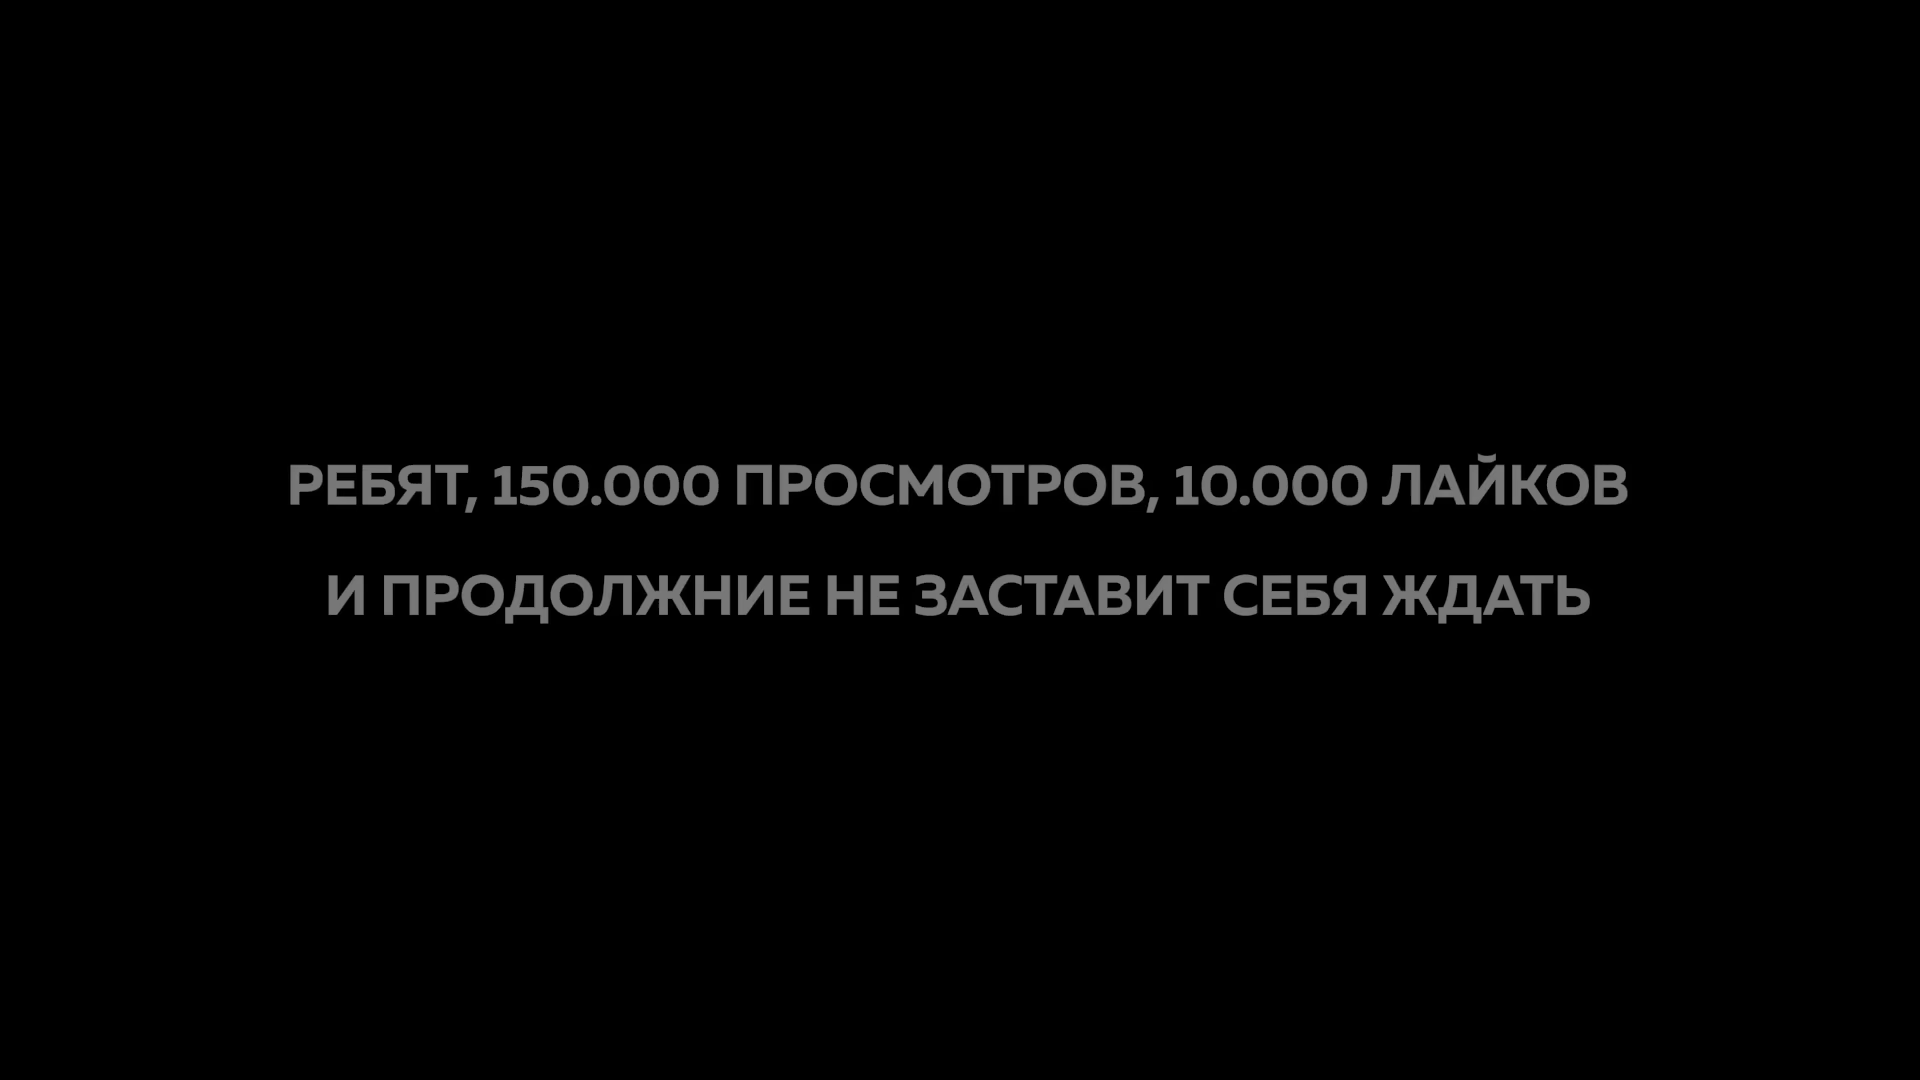 РЕБЯТ, 150.000 ПРОСМОТРОВ, 10.000 ЛАЙКОВ
И ПРОДОЛЖНИЕ НЕ ЗАСТАВИТ СЕБЯ ЖДАТЬ